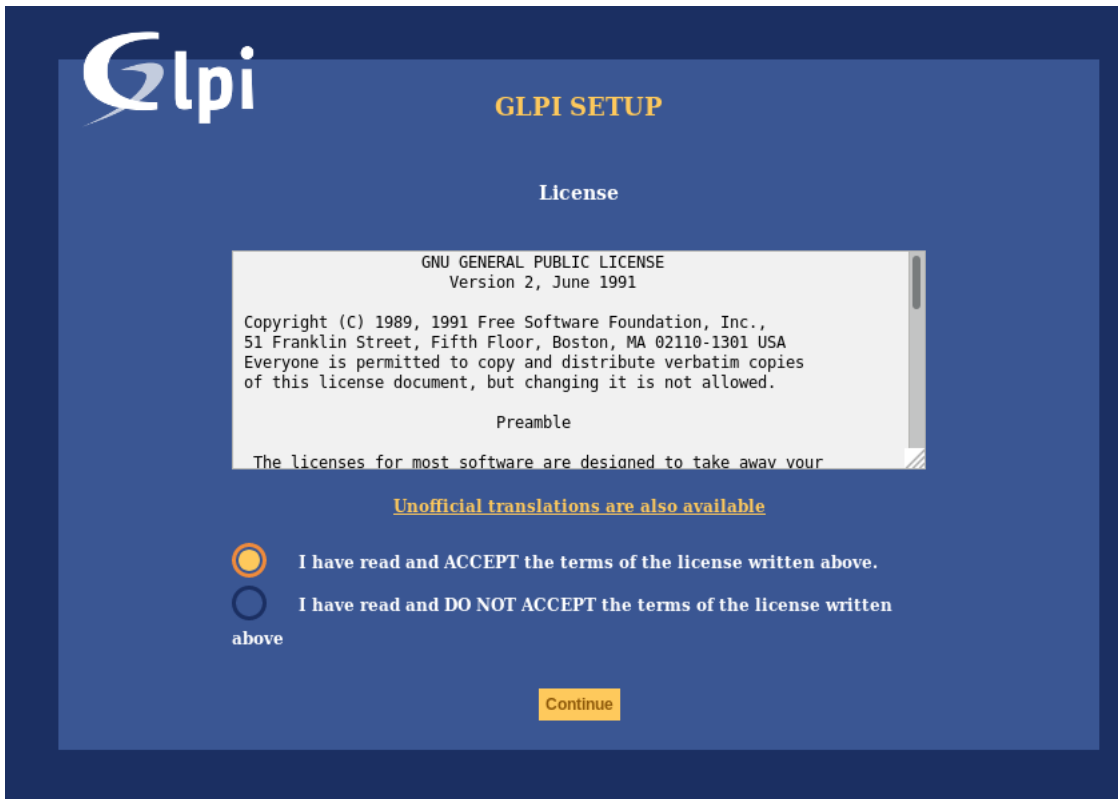 Glpi
GLPI SETUP
License
GNU GENERAL PUBLIC LICENSE
Version 2, June 1991
Copyright (C) 1989, 1991 Free Software Foundation, Inc.,
51 Franklin Street, Fifth Floor, Boston, MA 02110-1301 USA
Everyone is permitted to copy and distribute verbatim copies
of this license document, but changing it is not allowed.
Preamble
The licenses for most software are designed to take away your
Unofficial translations are also available
I have read and ACCEPT the terms of the license written above.
I have read and DO NOT ACCEPT the terms of the license written
above
Continue